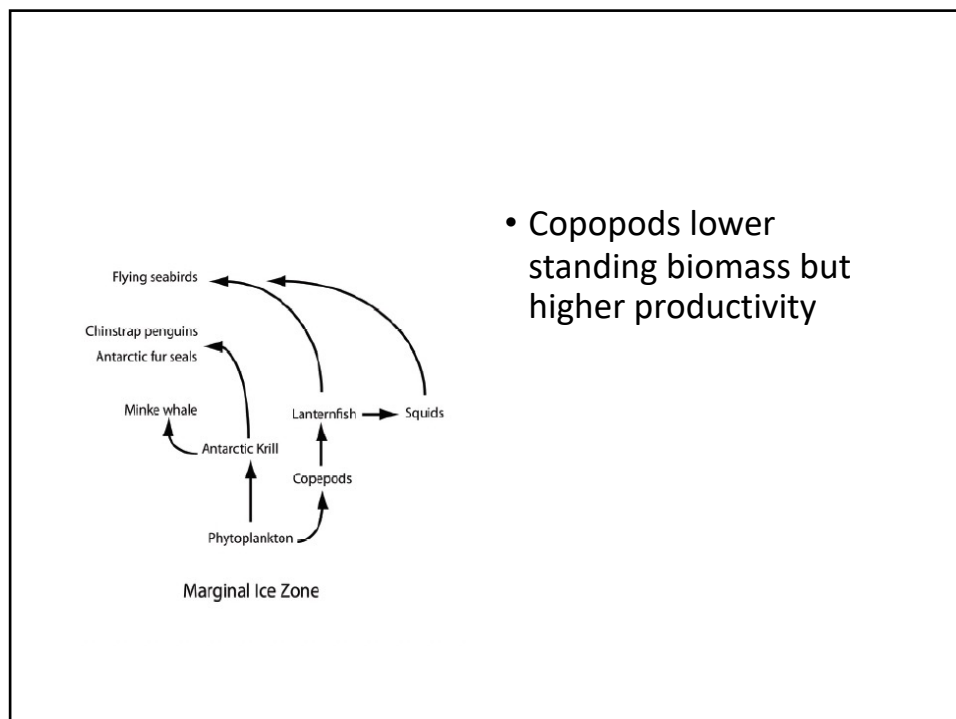 • Copopods lower
standing biomass but
higher productivity
Flying seabirds
Chinstrap penguins
Antarctic fur seals
Minke whale
Lanternfish
Squids
Antarctic Krill
Copepods
Phytoplankton
Marginal Ice Zone